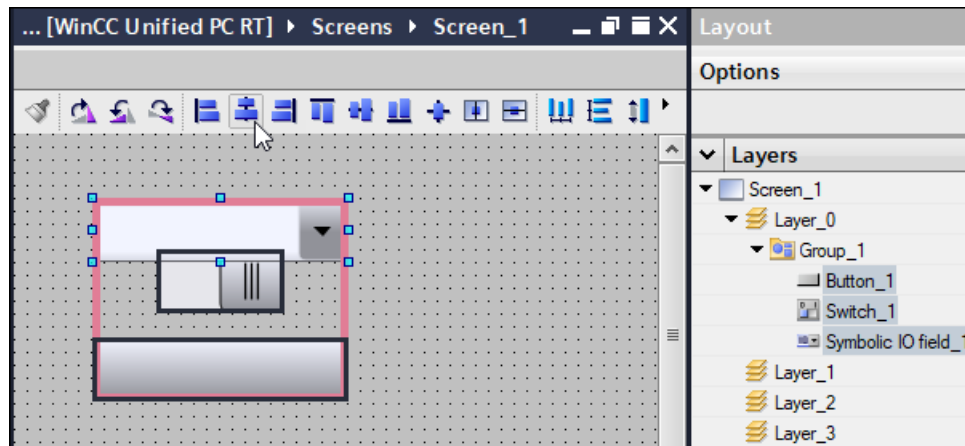 ... [WinCC Unified PC RT] ▸ Screens ▸ Screen_1
Layout
Options
Layers
Screen_1
Layer_0
Group_1
Button_1
Switch_1
Symbolic IO field_1
Layer_1
Layer_2
Layer_3